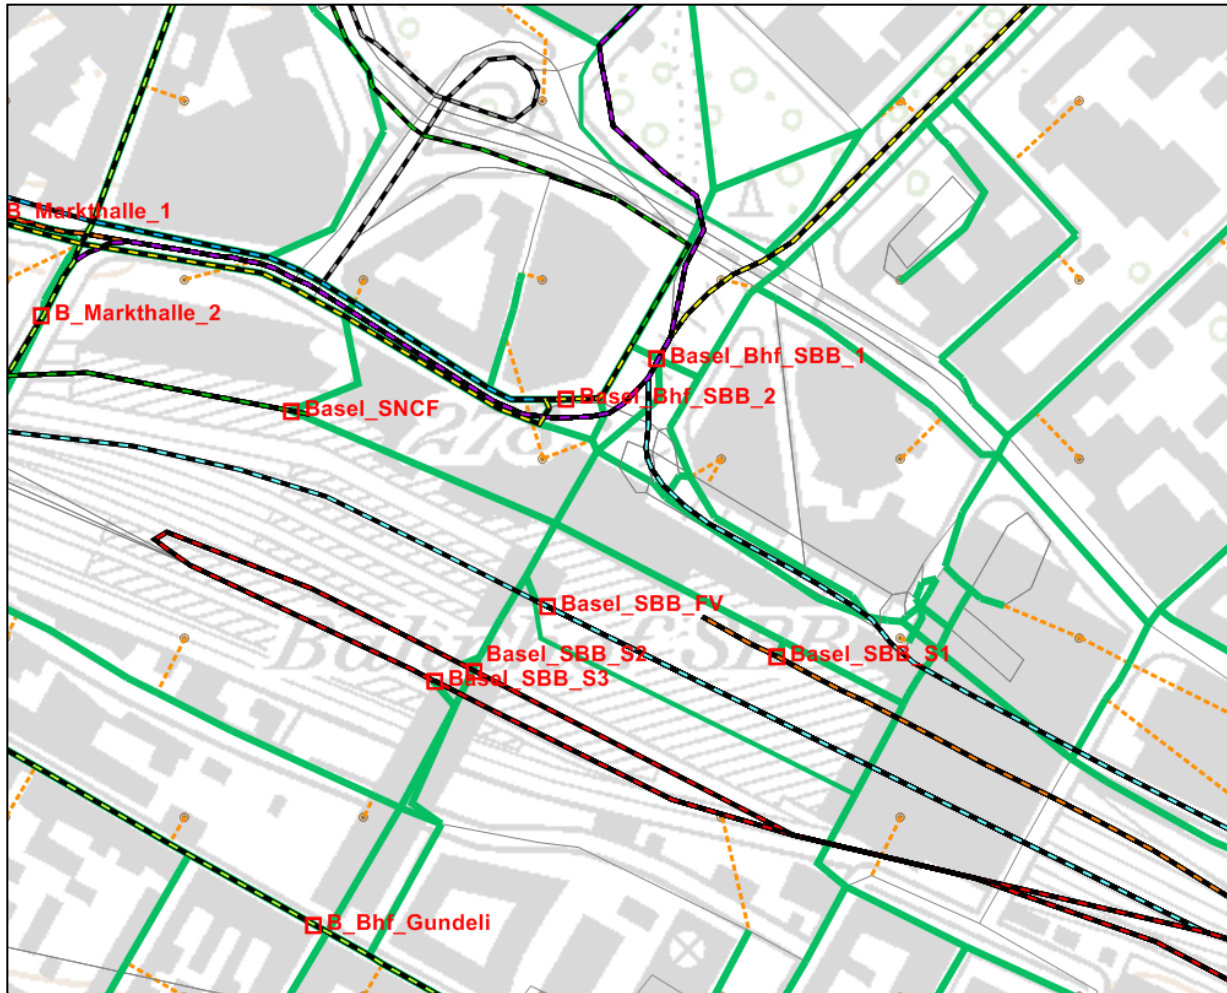 B_Markthalle_1
B_Markthalle_2
Basel_Bhf_SBB_1
Basel_Bhf_SBB_2
Basel_SNCF
Basel_SBB_FV
Basel_SBB_S2
Basel_SBB_S1
Basel_SBB_S3
B_Bhf_Gundeli